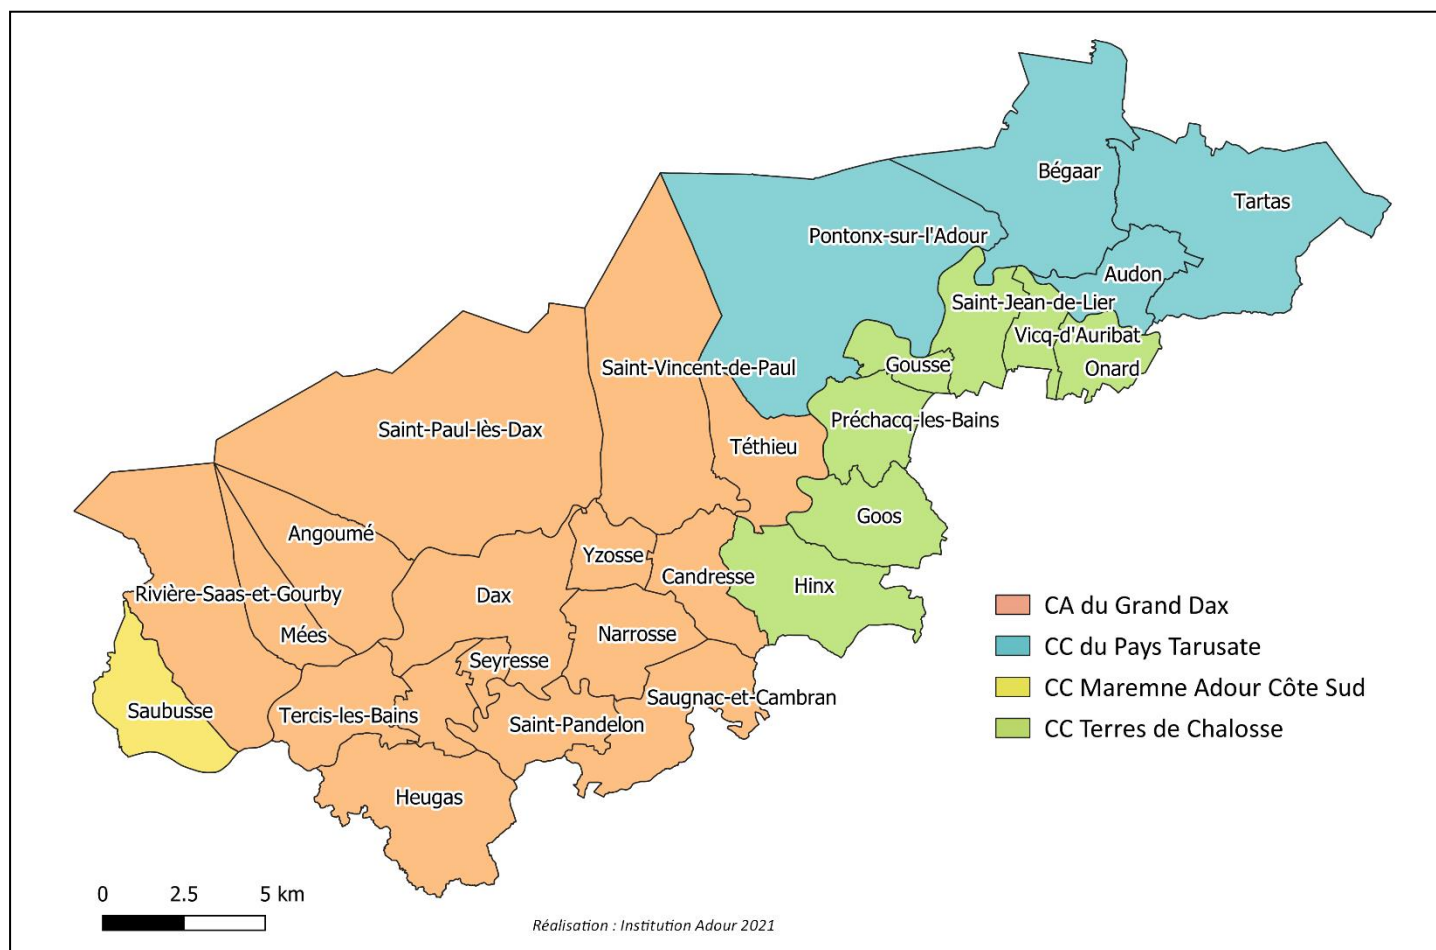 Bégaar
Tartas
Pontonx-sur-l'Adour
Audon
Saint-Jean-de-Lier
Vicq-d'Auribat
Saint-Vincent-de-Paul
Gousse
Onard
Saint-Paul-lès-Dax
Préchacq-les-Bains
Téthieu
Goos
Angoumé
Yzosse
Candresse
Hinx
Rivière-Saas-et-Gourby
Dax
Mées
Narrosse
Seyresse
Saugnac-et-Cambran
Saubusse
Tercis-les-Bains
Saint-Pandelon
Heugas
CA du Grand Dax
CC du Pays Tarusate
CC Maremne Adour Côte Sud
CC Terres de Chalosse
0 2.5 5 km
Réalisation : Institution Adour 2021